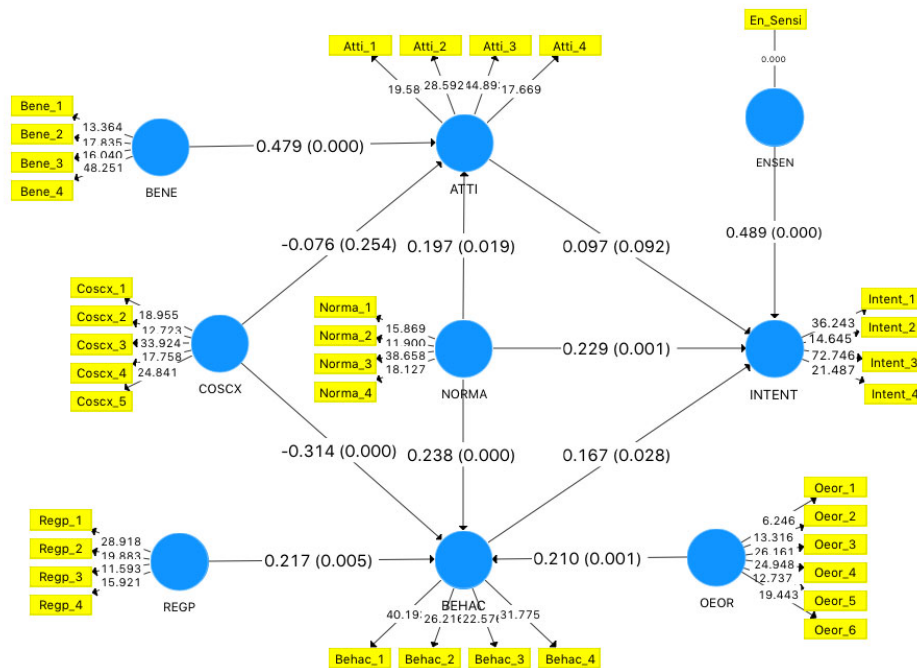 En_Sensi
Atti_1
Atti_2
Atti_3
Atti_4
0.000
19.58
28.592
44.89
17.669
Bene_1
Bene_2
Bene_3
Bene_4
13.364
17.835
16.040
48.251
BENE
0.479 (0.000)
ATTI
ENSEN
-0.076 (0.254)
0.197 (0.019)
0.097 (0.092)
0.489 (0.000)
Coscx_1
Coscx_2
Coscx_3
Coscx_4
Coscx_5
18.955
12.723
33.924
17.758
24.841
COSCX
Norma_1
Norma_2
Norma_3
Norma_4
15.869
11.900
38.658
18.127
NORMA
0.229 (0.001)
Intent_1
Intent_2
Intent_3
Intent_4
36.243
14.645
72.746
21.487
INTENT
-0.314 (0.000)
0.238 (0.000)
0.167 (0.028)
Regp_1
Regp_2
Regp_3
Regp_4
28.918
19.883
11.593
15.921
REGP
0.217 (0.005)
BEHAC
0.210 (0.001)
OEOR
Oeor_1
Oeor_2
Oeor_3
Oeor_4
Oeor_5
Oeor_6
6.246
13.316
26.161
24.948
12.737
19.443
40.19
26.216
22.576
31.775
Behac_1
Behac_2
Behac_3
Behac_4